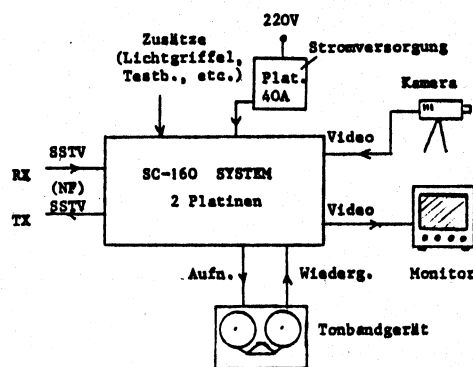 220V
Zusätze
(Lichtgriffel,
Testb., etc.)
Stromversorgung
Plat.
40A
Kamera
Video
RX
SSTV
(NF)
TX
SSTV
SC-160 SYSTEM
2 Platinen
Video
Monitor
Aufn.
Wiederg.
Tonbandgerät